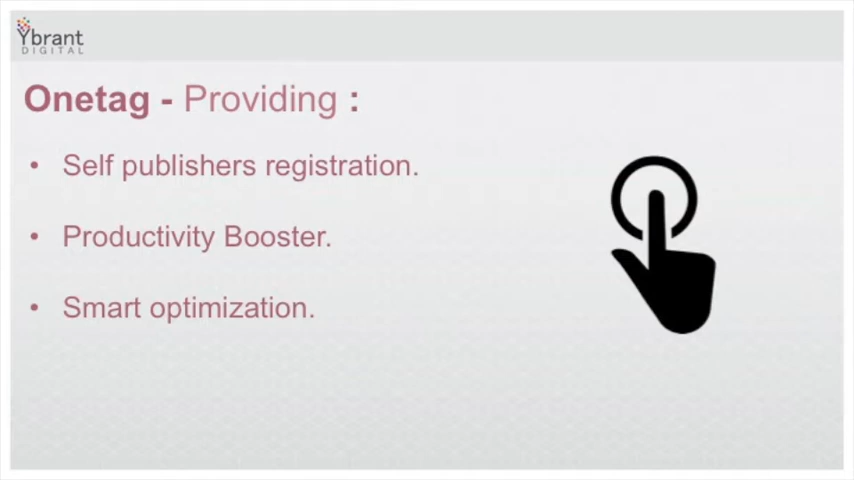 Ybrant
DIGITAL
Onetag - Providing :
• Self publishers registration.
• Productivity Booster.
• Smart optimization.